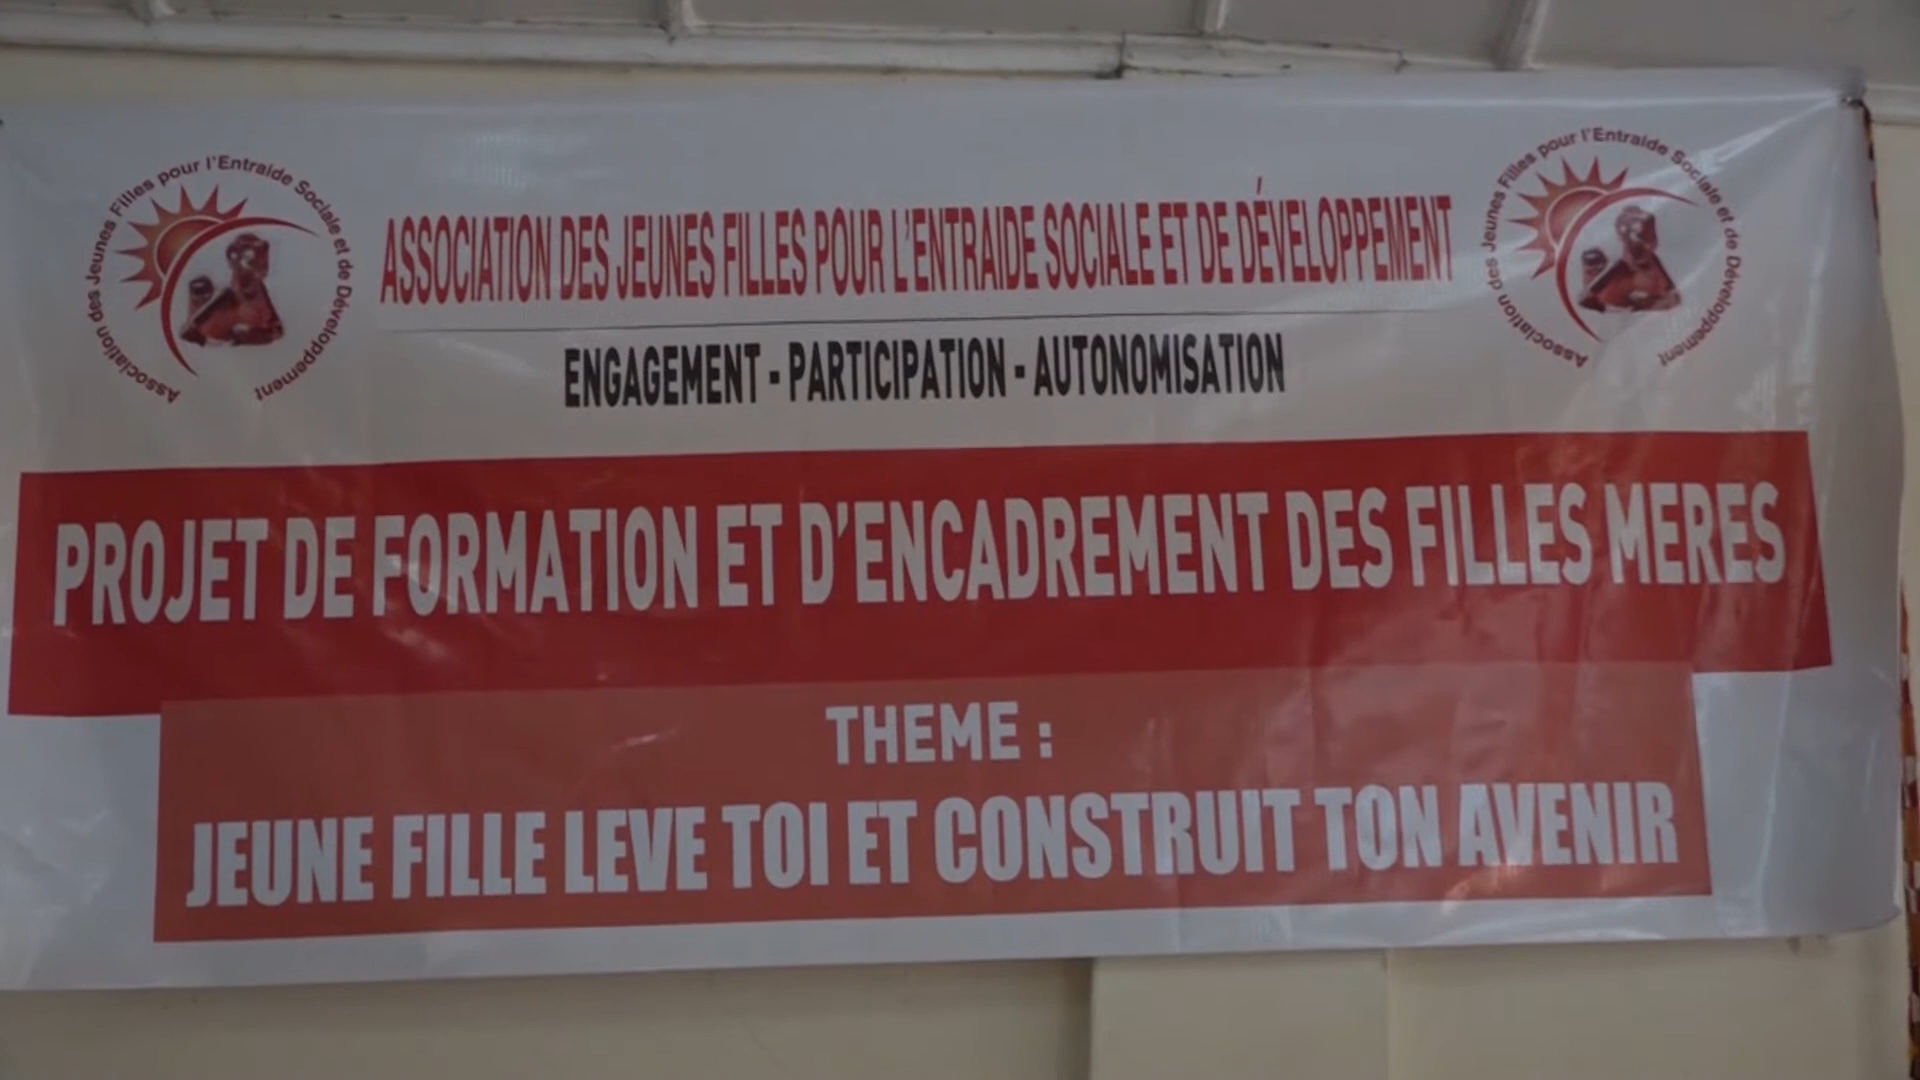 Association des Jeunes Filles pour l'Entraide Sociale et de Développement
ASSOCIATION DES JEUNES FILLES POUR L'ENTRAIDE SOCIALE ET DE DÉVELOPPEMENT
Association des Jeunes Filles pour l'Entraide Sociale et de Développement
ENGAGEMENT - PARTICIPATION - AUTONOMISATION
PROJET DE FORMATION ET D'ENCADREMENT DES FILLES MERES
THEME :
JEUNE FILLE LEVE TOI ET CONSTRUIT TON AVENIR